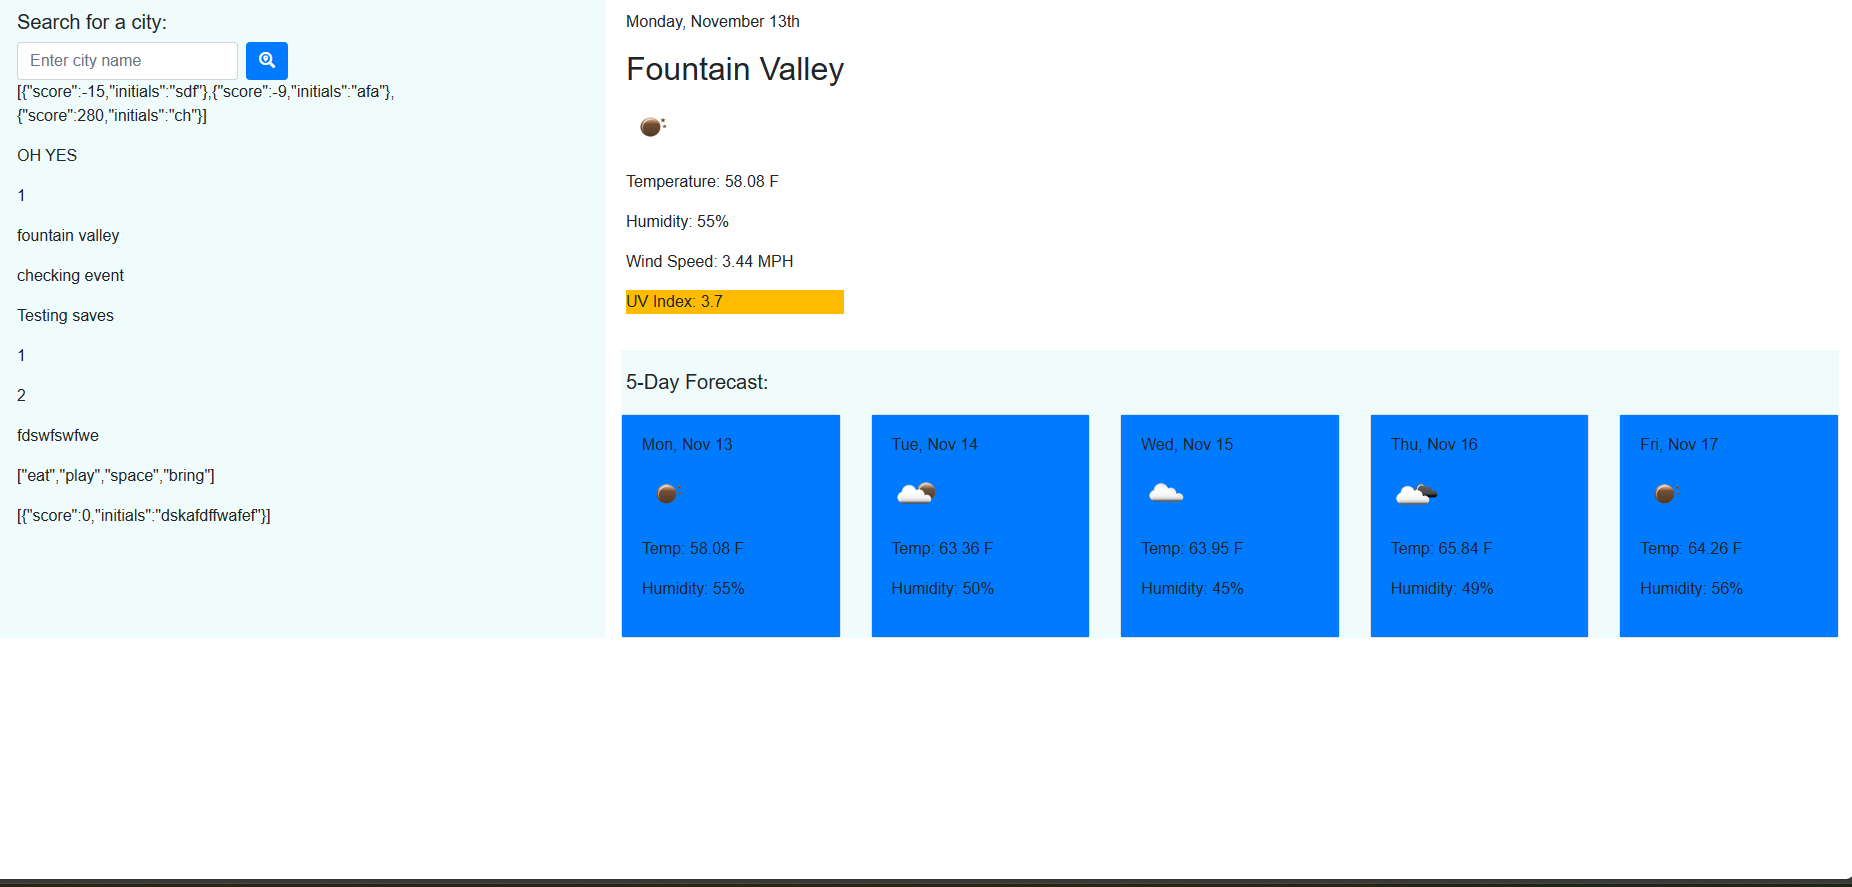 Search for a city:
Enter city name
[{"score":-15,"initials":"sdf"},{"score":-9,"initials":"afa"},
{"score":280,"initials":"ch"}]
OH YES
1
fountain valley
checking event
Testing saves
1
2
fdswfswfwe
["eat","play","space","bring"]
[{"score":0,"initials":"dskafdffwafef"}]
Monday, November 13th
Fountain Valley
Temperature: 58.08 F
Humidity: 55%
Wind Speed: 3.44 MPH
UV Index: 3.7
5-Day Forecast:
Mon, Nov 13
Temp: 58.08 F
Humidity: 55%
Tue, Nov 14
Temp: 63.36 F
Humidity: 50%
Wed, Nov 15
Temp: 63.95 F
Humidity: 45%
Thu, Nov 16
Temp: 65.84 F
Humidity: 49%
Fri, Nov 17
Temp: 64.26 F
Humidity: 56%